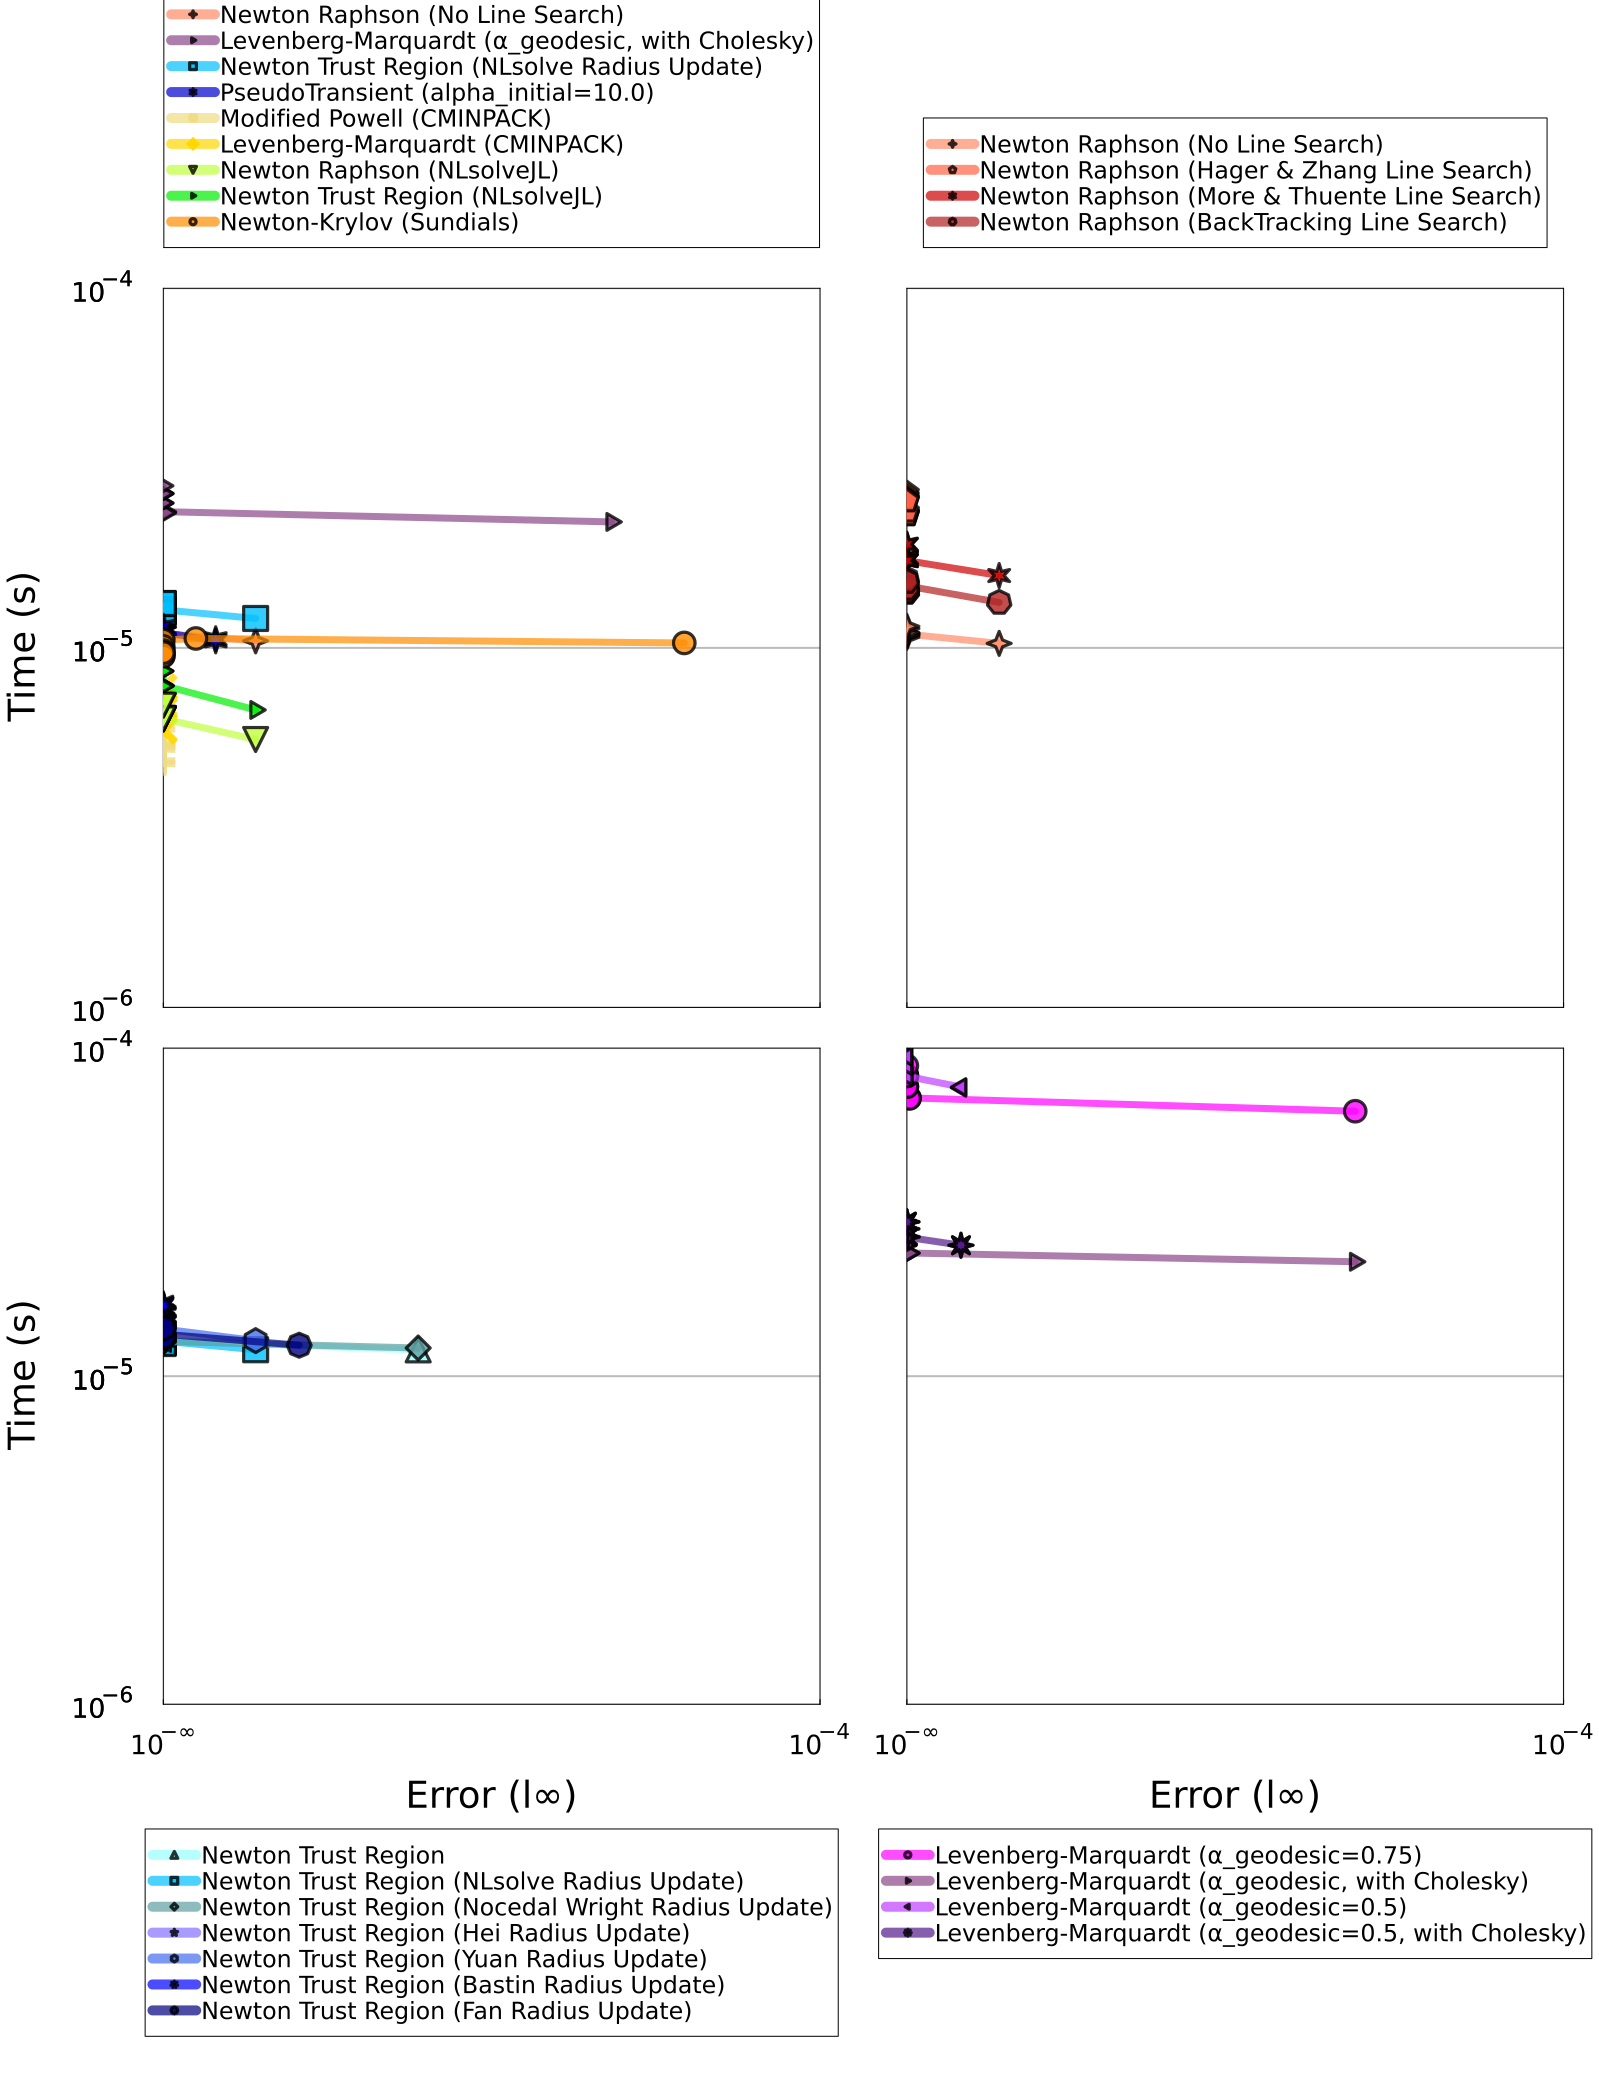 Newton Raphson (No Line Search)
Levenberg-Marquardt (α_geodesic, with Cholesky)
Newton Trust Region (NLsolve Radius Update)
PseudoTransient (alpha_initial=10.0)
Modified Powell (CMINPACK)
Levenberg-Marquardt (CMINPACK)
Newton Raphson (NLsolveJL)
Newton Trust Region (NLsolveJL)
Newton-Krylov (Sundials)
Newton Raphson (No Line Search)
Newton Raphson (Hager & Zhang Line Search)
Newton Raphson (More & Thuente Line Search)
Newton Raphson (BackTracking Line Search)
10⁻⁴
10⁻⁵
10⁻⁶
Time (s)
10⁻⁴
10⁻⁵
10⁻⁶
Time (s)
10^−∞
10⁻⁴
10^−∞
10⁻⁴
Error (l∞)
Error (l∞)
Newton Trust Region
Newton Trust Region (NLsolve Radius Update)
Newton Trust Region (Nocedal Wright Radius Update)
Newton Trust Region (Hei Radius Update)
Newton Trust Region (Yuan Radius Update)
Newton Trust Region (Bastin Radius Update)
Newton Trust Region (Fan Radius Update)
Levenberg-Marquardt (α_geodesic=0.75)
Levenberg-Marquardt (α_geodesic, with Cholesky)
Levenberg-Marquardt (α_geodesic=0.5)
Levenberg-Marquardt (α_geodesic=0.5, with Cholesky)